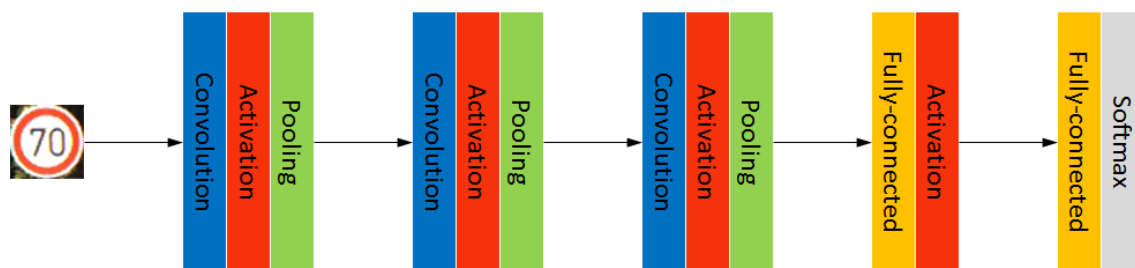 70
Convolution
Activation
Pooling
Convolution
Activation
Pooling
Convolution
Activation
Pooling
Fully-connected
Activation
Fully-connected
Softmax